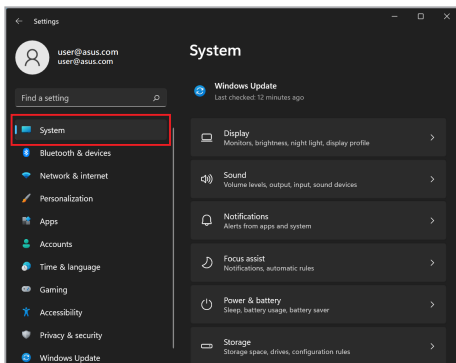 Settings
user@asus.com
user@asus.com
Find a setting
System
Bluetooth & devices
Network & internet
Personalization
Apps
Accounts
Time & language
Gaming
Accessibility
Privacy & security
Windows Update
System
Windows Update
Last checked: 12 minutes ago
Display
Monitors, brightness, night light, display profile
Sound
Volume levels, output, input, sound devices
Notifications
Alerts from apps and system
Focus assist
Notifications, automatic rules
Power & battery
Sleep, battery usage, battery saver
Storage
Storage space, drives, configuration rules